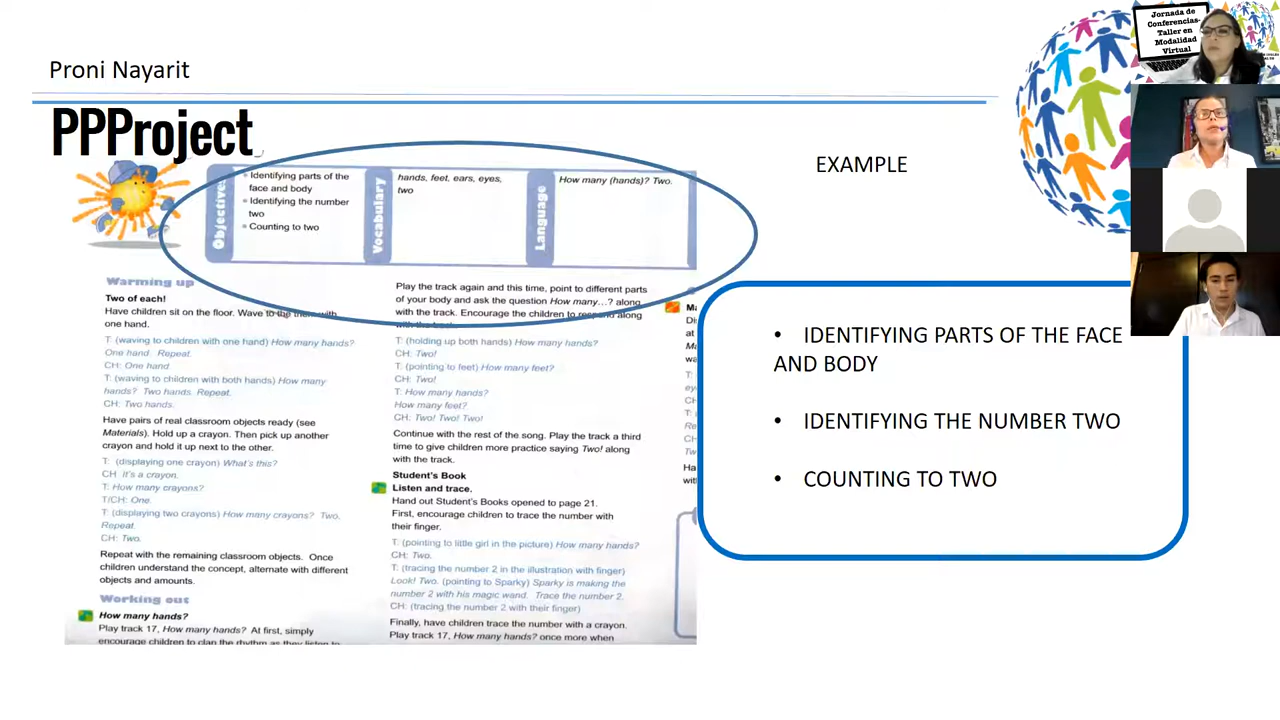 Proni Nayarit
PPProject
Jornada de
Conferencias-
Taller en
Modalidad
Virtual
EXAMPLE
Objectives
Identifying parts of the
face and body
Identifying the number
two
Counting to two
Vocabulary
hands, feet, ears, eyes,
two
Language
How many (hands)? Two.
Warming up
Two of each!
Have children sit on the floor. Wave to the them with
one hand.
T: (waving to children with one hand) How many hands?
One hand. Repeat.
CH: One hand.
T: (waving to children with both hands) How many
hands? Two hands. Repeat.
CH: Two hands.
Have pairs of real classroom objects ready (see
Materials). Hold up a crayon. Then pick up another
crayon and hold it up next to the other.
T: (displaying one crayon) What's this?
CH: It's a crayon.
T: How many crayons?
T/CH: One.
T: (displaying two crayons) How many crayons? Two.
Repeat.
CH: Two.
Repeat with the remaining classroom objects. Once
children understand the concept, alternate with different
objects and amounts.
Working out
How many hands?
Play track 17, How many hands? At first, simply
encourage children to clap the rhythm as they listen to
Play the track again and this time, point to different parts
of your body and ask the question How many...? along
with the track. Encourage the children to respond along
with the track.
T: (holding up both hands) How many hands?
CH: Two!
T: (pointing to feet) How many feet?
CH: Two!
T: How many hands?
How many feet?
CH: Two! Two! Two!
Continue with the rest of the song. Play the track a third
time to give children more practice saying Two! along
with the track.
Student's Book
Listen and trace.
Hand out Student's Books opened to page 21.
First, encourage children to trace the number with
their finger.
T: (pointing to little girl in the picture) How many hands?
CH: Two.
T: (tracing the number 2 in the illustration with finger)
Look! Two. (pointing to Sparky) Sparky is making the
number 2 with his magic wand. Trace the number 2.
CH: (tracing the number 2 with their finger)
Finally, have children trace the number with a crayon.
Play track 17, How many hands? once more when
• IDENTIFYING PARTS OF THE FACE
AND BODY
• IDENTIFYING THE NUMBER TWO
• COUNTING TO TWO